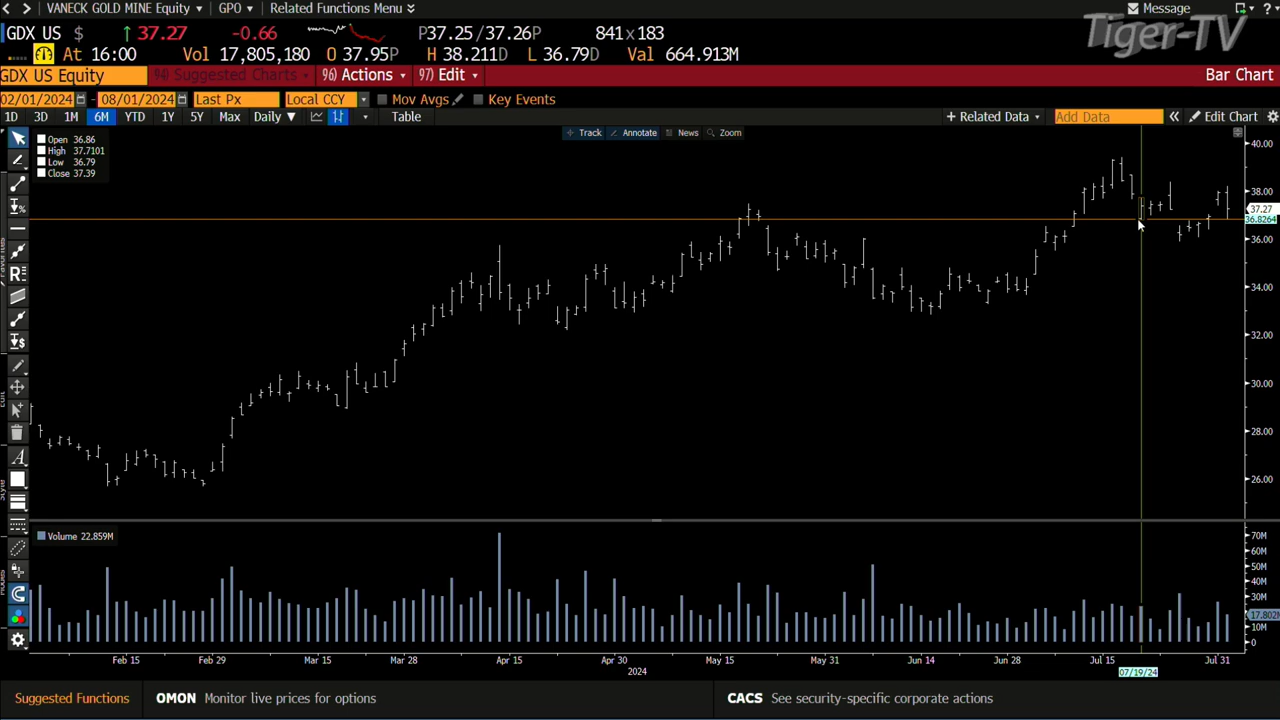 VANECK GOLD MINE Equity GPO Related Functions Menu Message ?
Tiger-TV
GDX US $ ↑ 37.27 -0.66 P37.25 / 37.26P 841 x 183
At 16:00 Vol 17,805,180 O 37.95P H 38.211D L 36.79D Val 664.913M
GDX US Equity 94) Suggested Charts 96) Actions 97) Edit Bar Chart
02/01/2024 - 08/01/2024 Last Px Local CCY Mov Avgs Key Events
1D 3D 1M 6M YTD 1Y 5Y Max Daily ▼ Table + Related Data Add Data « Edit Chart
Track Annotate News Zoom
Open 36.86
High 37.7101
Low 36.79
Close 37.39
40.00
38.00
37.27
36.8264
36.00
34.00
32.00
30.00
28.00
26.00
Volume 22.859M
70M
60M
50M
40M
30M
17.802M
10M
0
Feb 15 Feb 29 Mar 15 Mar 28 Apr 15 Apr 30 May 15 May 31 Jun 14 Jun 28 Jul 15 Jul 31
2024
07/19/24
Suggested Functions OMON Monitor live prices for options CACS See security-specific corporate actions